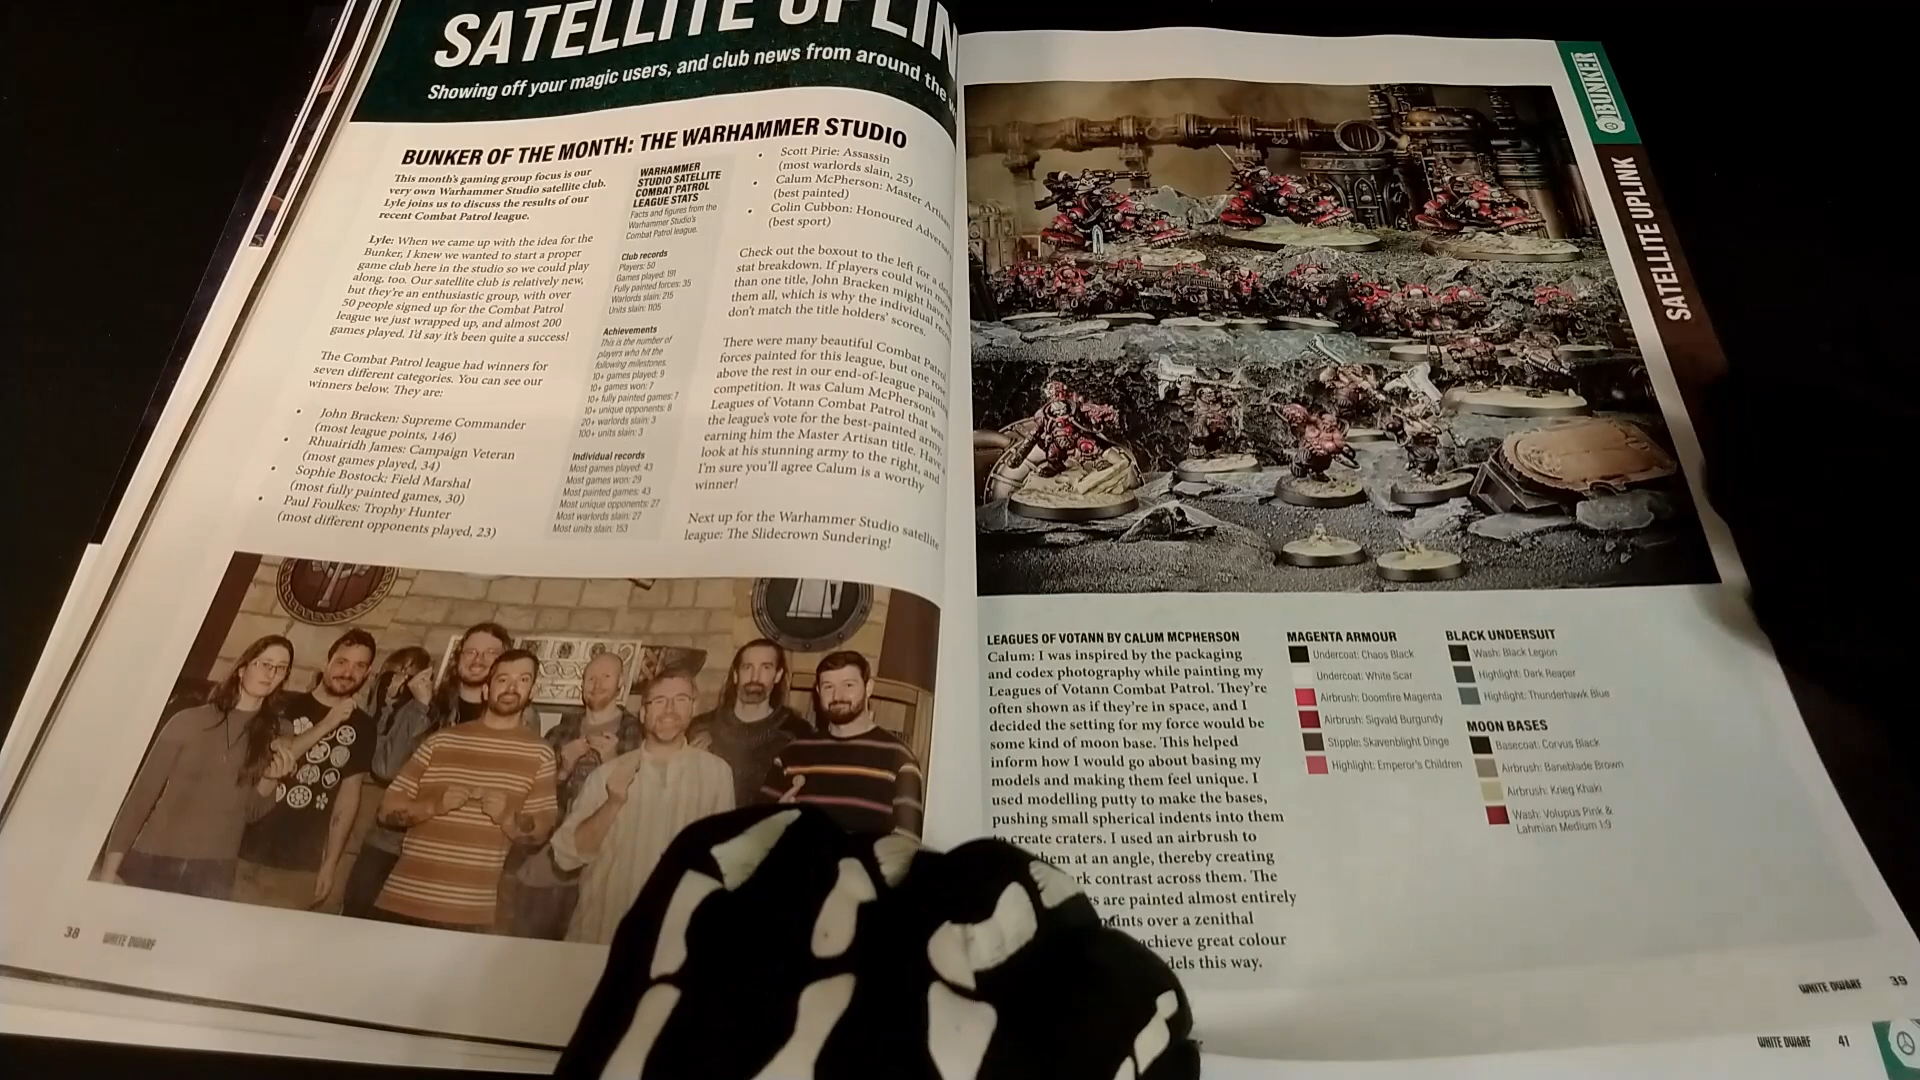 SATELLITE UPLIN
Showing off your magic users, and club news from around the
BUNKER OF THE MONTH: THE WARHAMMER STUDIO
This month's gaming group focus is our
very own Warhammer Studio satellite club.
Lyle joins us to discuss the results of our
recent Combat Patrol league.
Lyle: When we came up with the idea for the
Bunker, I knew we wanted to start a proper
game club here in the studio so we could play
along, too. Our satellite club is relatively new,
but they're an enthusiastic group, with over
50 people signed up for the Combat Patrol
league we just wrapped up, and almost 200
games played. I'd say it's been quite a success!
The Combat Patrol league had winners for
seven different categories. You can see our
winners below. They are:
• John Bracken: Supreme Commander
(most league points, 146)
• Rhuairidh James: Campaign Veteran
(most games played, 34)
• Sophie Bostock: Field Marshal
(most fully painted games, 30)
• Paul Foulkes: Trophy Hunter
(most different opponents played, 23)
WARHAMMER
STUDIO SATELLITE
COMBAT PATROL
LEAGUE STATS
Facts and figures from the
Warhammer Studio's
Combat Patrol league.
Club records
Players: 50
Games played: 191
Fully painted forces: 35
Warlords slain: 215
Units slain: 1105
Achievements
This is the number of
players who hit the
following milestones.
10+ games played: 9
10+ games won: 7
10+ fully painted games: 7
10+ unique opponents: 8
20+ warlords slain: 3
100+ units slain: 3
Individual records
Most games played: 43
Most games won: 29
Most painted games: 43
Most unique opponents: 27
Most warlords slain: 27
Most units slain: 153
• Scott Pirie: Assassin
(most warlords slain, 25)
• Calum McPherson: Master Artisan
(best painted)
• Colin Cubbon: Honoured Adversary
(best sport)
Check out the boxout to the left for a
stat breakdown. If players could win more
than one title, John Bracken might have
them all, which is why the individual
don't match the title holders' scores.
There were many beautiful Combat Patrol
forces painted for this league, but one rose
above the rest in our end-of-league painting
competition. It was Calum McPherson's
Leagues of Votann Combat Patrol that was
the league's vote for the best-painted army,
earning him the Master Artisan title. Have a
look at his stunning army to the right, and
I'm sure you'll agree Calum is a worthy
winner!
Next up for the Warhammer Studio satellite
league: The Slidecrown Sundering!
38 WHITE DWARF
BUNKER
SATELLITE UPLINK
LEAGUES OF VOTANN BY CALUM MCPHERSON
Calum: I was inspired by the packaging
and codex photography while painting my
Leagues of Votann Combat Patrol. They're
often shown as if they're in space, and I
decided the setting for my force would be
some kind of moon base. This helped
inform how I would go about basing my
models and making them feel unique. I
used modelling putty to make the bases,
pushing small spherical indents into them
to create craters. I used an airbrush to
them at an angle, thereby creating
rk contrast across them. The
s are painted almost entirely
paints over a zenithal
achieve great colour
dels this way.
MAGENTA ARMOUR
Undercoat: Chaos Black
Undercoat: White Scar
Airbrush: Doomfire Magenta
Airbrush: Sigvald Burgundy
Stipple: Skavenblight Dinge
Highlight: Emperor's Children
BLACK UNDERSUIT
Wash: Black Legion
Highlight: Dark Reaper
Highlight: Thunderhawk Blue
MOON BASES
Basecoat: Corvus Black
Airbrush: Baneblade Brown
Airbrush: Krieg Khaki
Wash: Volupus Pink &
Lahmian Medium 1:9
WHITE DWARF 39
WHITE DWARF 41